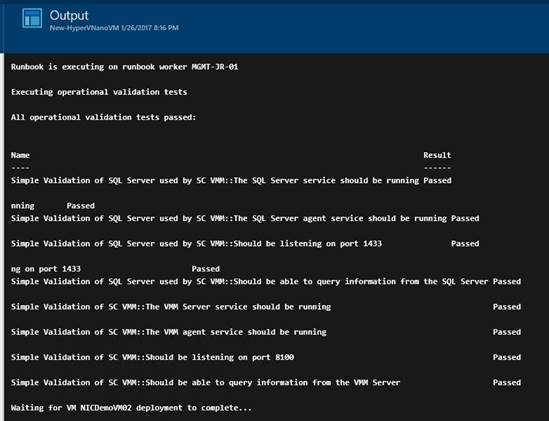 Output
New-HyperVNanoVM 1/26/2017 8:16 PM
Runbook is executing on runbook worker MGMT-JR-01
Executing operational validation tests
All operational validation tests passed:
Name Result
---- ------
Simple Validation of SQL Server used by SC VMM::The SQL Server service should be running Passed
nning Passed
Simple Validation of SQL Server used by SC VMM::The SQL Server agent service should be running Passed
Simple Validation of SQL Server used by SC VMM::Should be listening on port 1433 Passed
ng on port 1433 Passed
Simple Validation of SQL Server used by SC VMM::Should be able to query information from the SQL Server Passed
Simple Validation of SC VMM::The VMM Server service should be running Passed
Simple Validation of SC VMM::The VMM agent service should be running Passed
Simple Validation of SC VMM::Should be listening on port 8100 Passed
Simple Validation of SC VMM::Should be able to query information from the VMM Server Passed
Waiting for VM NICDemoVM02 deployment to complete...